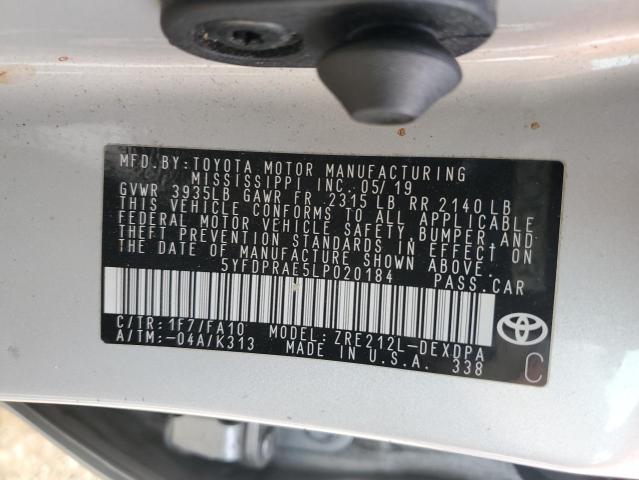 MFD.BY:TOYOTA MOTOR MANUFACTURING
MISSISSIPPI INC. 05/19
GVWR 3935LB GAWR FR 2315 LB RR 2140 LB
THIS VEHICLE CONFORMS TO ALL APPLICABLE
FEDERAL MOTOR VEHICLE SAFETY, BUMPER, AND
THEFT PREVENTION STANDARDS IN EFFECT ON
THE DATE OF MANUFACTURE SHOWN ABOVE.
5YFDPRAE5LP020184 PASS.CAR
C/TR:1F7/FA10 MODEL:ZRE212L-DEXDPA
A/TM:-04A/K313 MADE IN U.S.A. 338
C